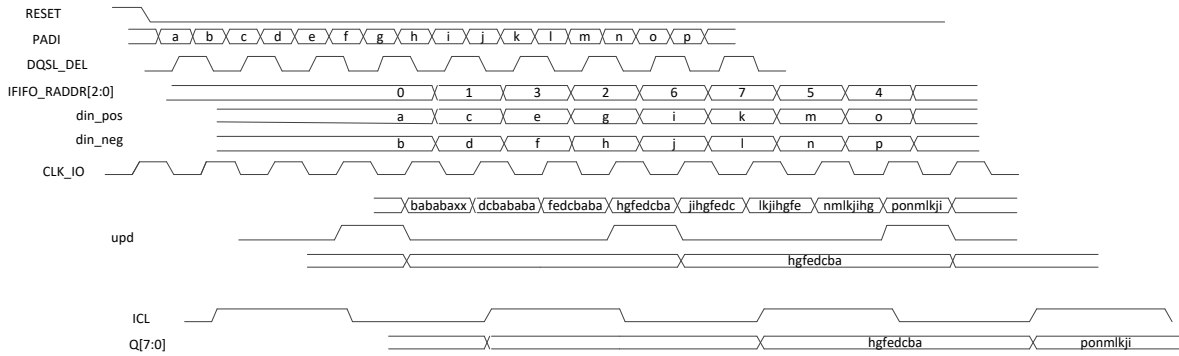 RESET
PADI a b c d e f g h i j k l m n o p
DQSL_DEL
IFIFO_RADDR[2:0] 0 1 3 2 6 7 5 4
din_pos a c e g i k m o
din_neg b d f h j l n p
CLK_IO
bababaxx dcbababa fedcbaba hgfedcba jihgfedc lkjihgfe nmlkjihg ponmlkji
upd
hgfedcba
ICL
Q[7:0] hgfedcba ponmlkji